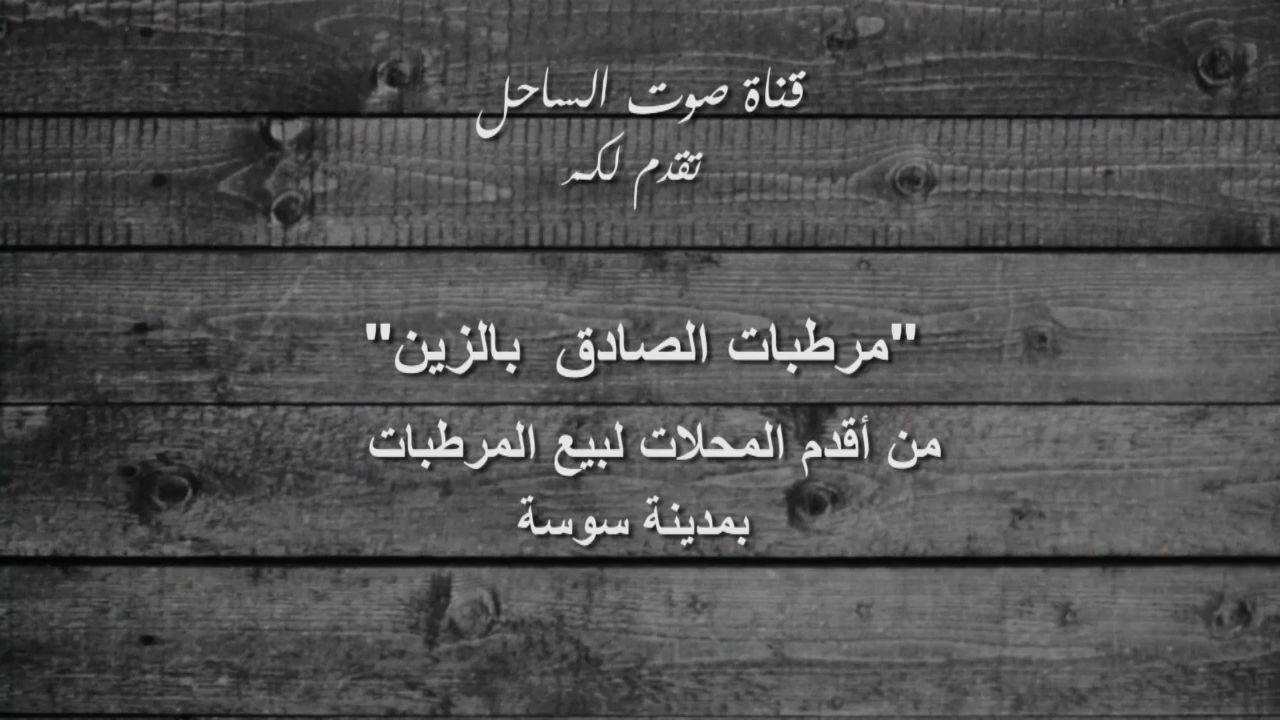 قناة صوت الساحل
تقدم لكم
"مرطبات الصادق بالزين"
من أقدم المحلات لبيع المرطبات
بمدينة سوسة